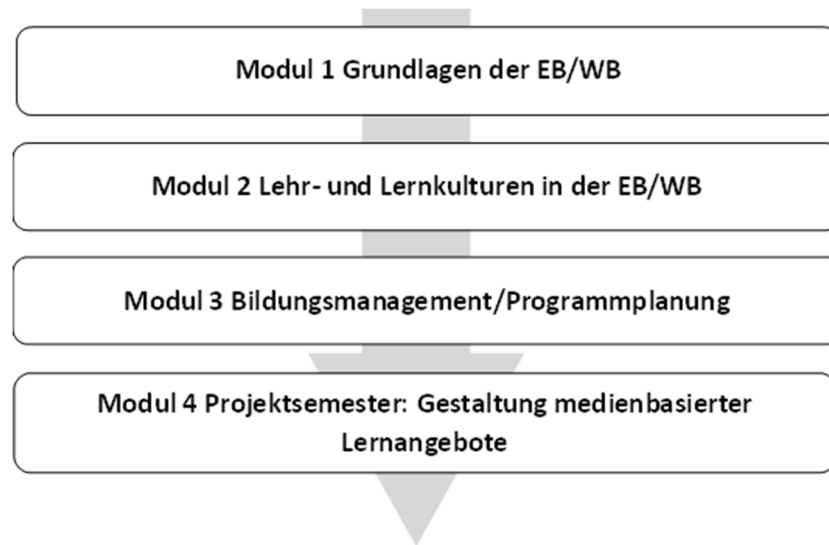 Modul 1 Grundlagen der EB/WB
Modul 2 Lehr- und Lernkulturen in der EB/WB
Modul 3 Bildungsmanagement/Programmplanung
Modul 4 Projektsemester: Gestaltung medienbasierter
Lernangebote